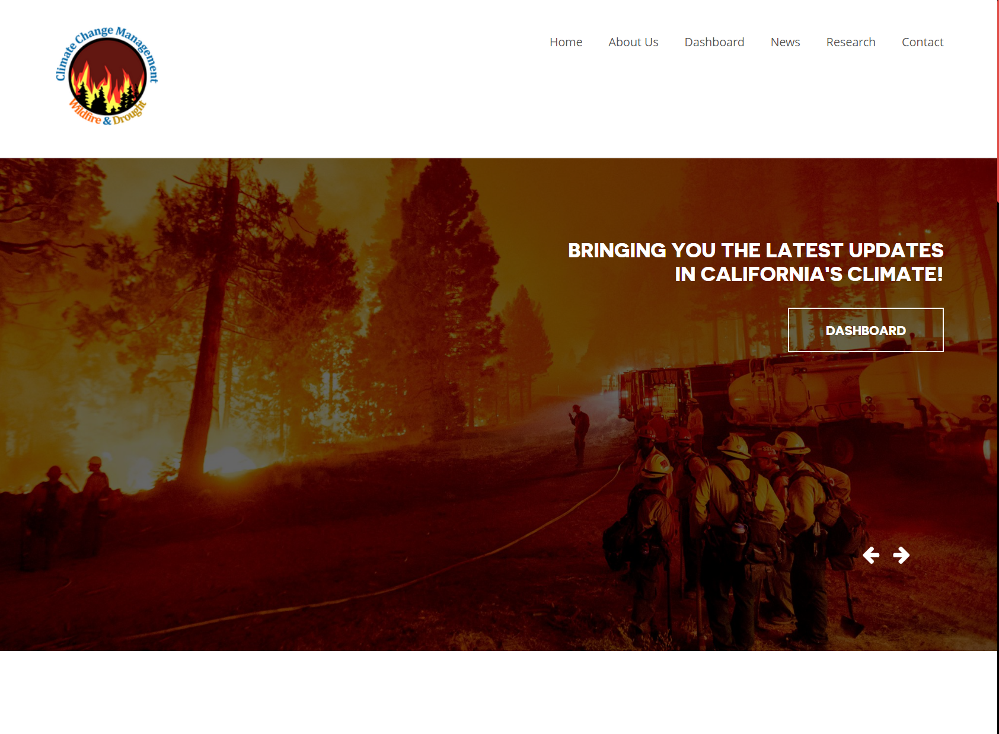 Climate Change Management
Wildfire & Drought
Home About Us Dashboard News Research Contact
BRINGING YOU THE LATEST UPDATES
IN CALIFORNIA'S CLIMATE!
DASHBOARD